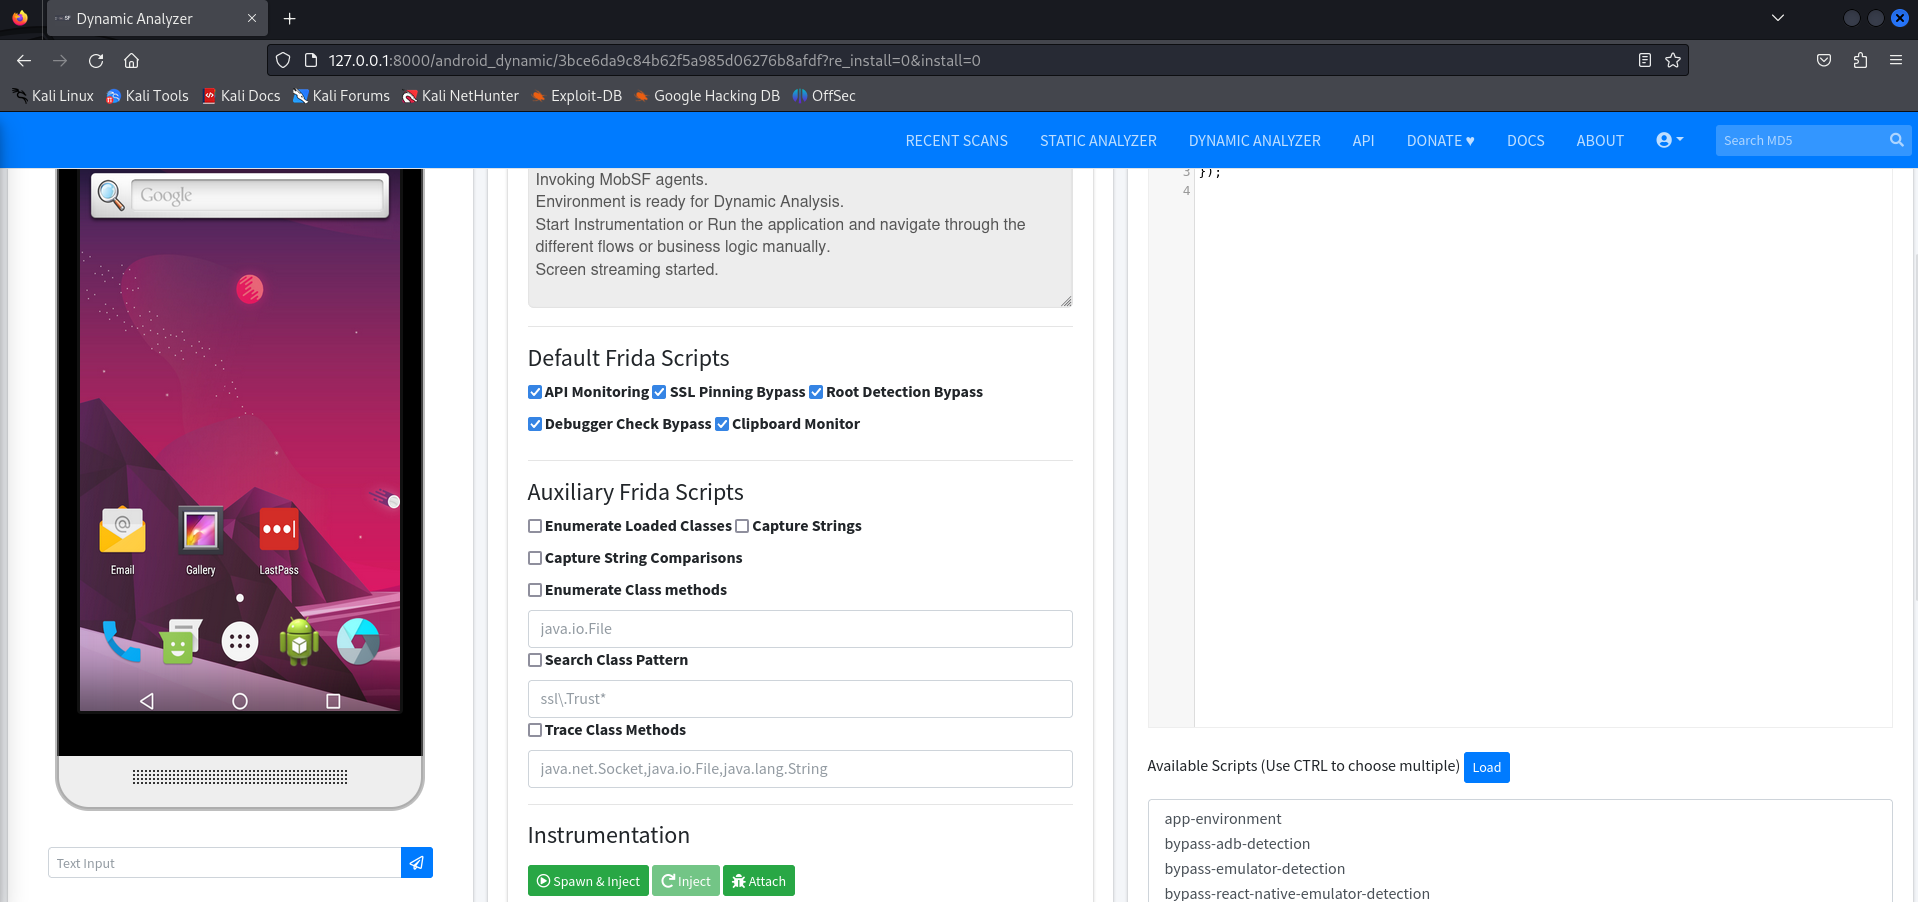 Dynamic Analyzer
127.0.0.1:8000/android_dynamic/3bce6da9c84b62f5a985d06276b8afdf?re_install=0&install=0
Kali Linux Kali Tools Kali Docs Kali Forums Kali NetHunter Exploit-DB Google Hacking DB OffSec
RECENT SCANS STATIC ANALYZER DYNAMIC ANALYZER API DONATE ♥ DOCS ABOUT Search MD5
Google
Email Gallery LastPass
Text Input
Invoking MobSF agents.
Environment is ready for Dynamic Analysis.
Start Instrumentation or Run the application and navigate through the
different flows or business logic manually.
Screen streaming started.
Default Frida Scripts
API Monitoring SSL Pinning Bypass Root Detection Bypass
Debugger Check Bypass Clipboard Monitor
Auxiliary Frida Scripts
Enumerate Loaded Classes Capture Strings
Capture String Comparisons
Enumerate Class methods
java.io.File
Search Class Pattern
ssl\.Trust*
Trace Class Methods
java.net.Socket,java.io.File,java.lang.String
Instrumentation
Spawn & Inject Inject Attach
3 });
4
Available Scripts (Use CTRL to choose multiple) Load
app-environment
bypass-adb-detection
bypass-emulator-detection
bypass-react-native-emulator-detection